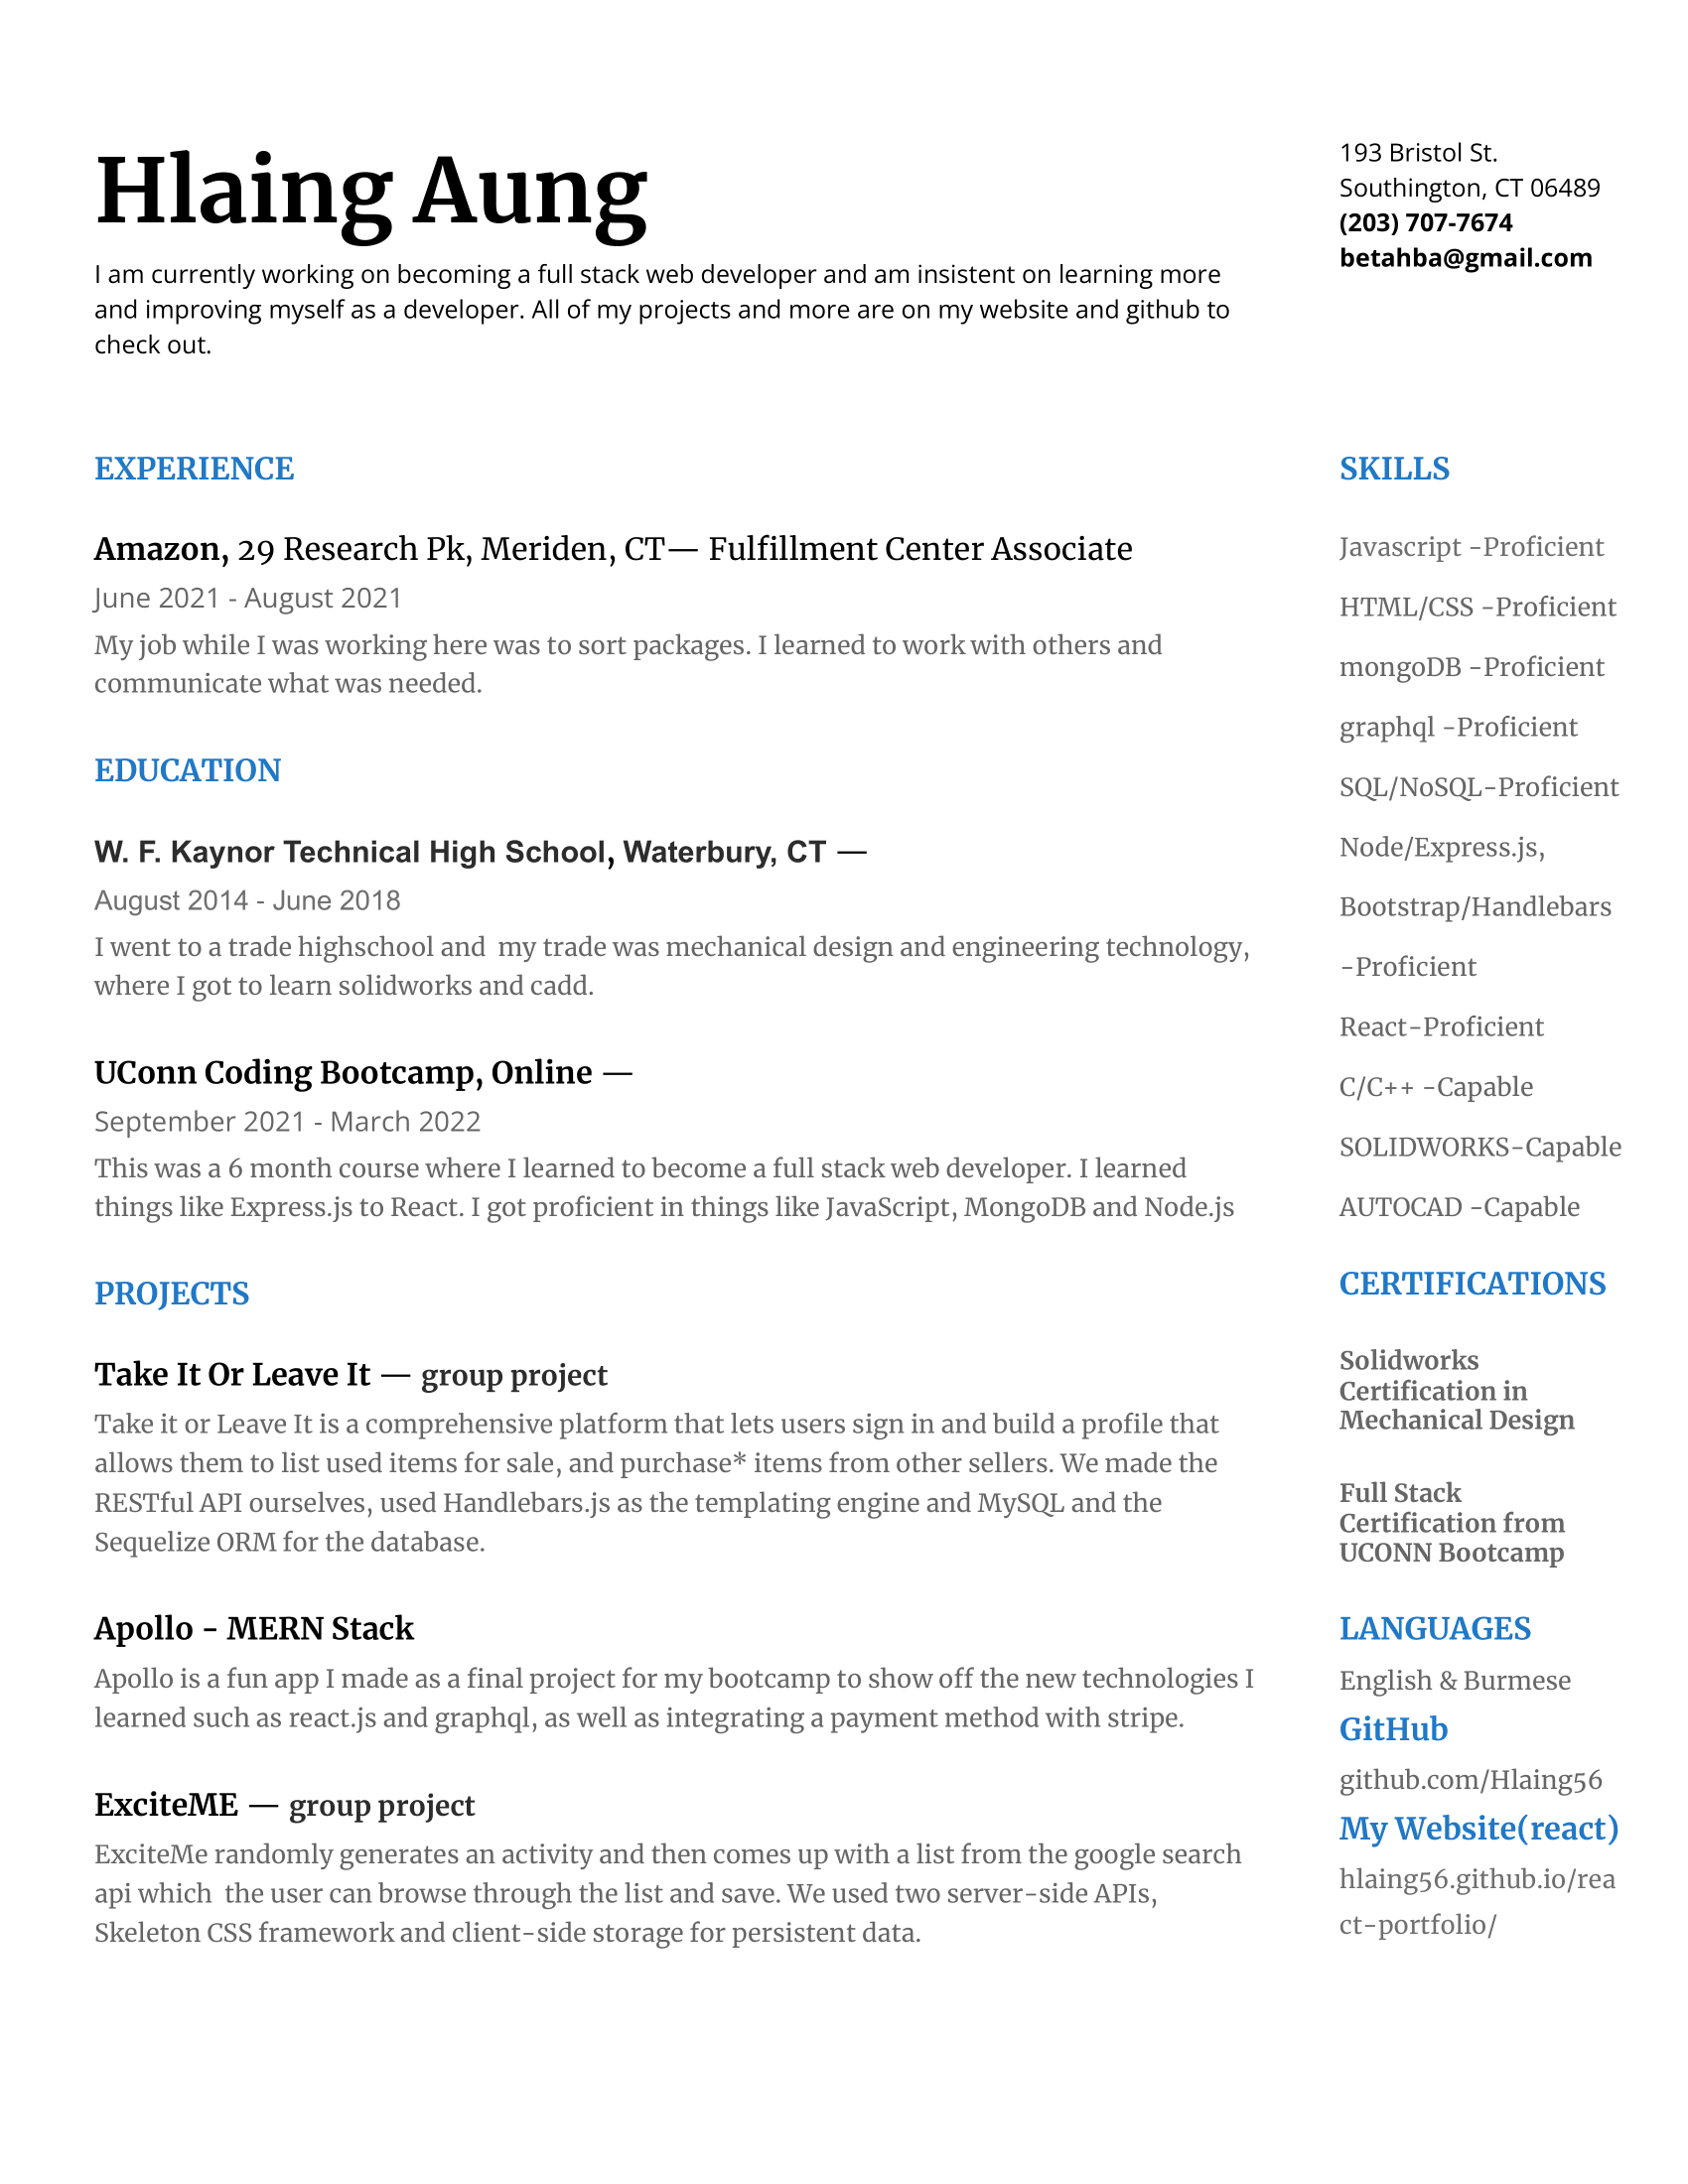 Hlaing Aung
I am currently working on becoming a full stack web developer and am insistent on learning more
and improving myself as a developer. All of my projects and more are on my website and github to
check out.
193 Bristol St.
Southington, CT 06489
(203) 707-7674
betahba@gmail.com
EXPERIENCE
Amazon, 29 Research Pk, Meriden, CT— Fulfillment Center Associate
June 2021 - August 2021
My job while I was working here was to sort packages. I learned to work with others and
communicate what was needed.
EDUCATION
W. F. Kaynor Technical High School, Waterbury, CT —
August 2014 - June 2018
I went to a trade highschool and  my trade was mechanical design and engineering technology,
where I got to learn solidworks and cadd.
UConn Coding Bootcamp, Online —
September 2021 - March 2022
This was a 6 month course where I learned to become a full stack web developer. I learned
things like Express.js to React. I got proficient in things like JavaScript, MongoDB and Node.js
PROJECTS
Take It Or Leave It — group project
Take it or Leave It is a comprehensive platform that lets users sign in and build a profile that
allows them to list used items for sale, and purchase* items from other sellers. We made the
RESTful API ourselves, used Handlebars.js as the templating engine and MySQL and the
Sequelize ORM for the database.
Apollo - MERN Stack
Apollo is a fun app I made as a final project for my bootcamp to show off the new technologies I
learned such as react.js and graphql, as well as integrating a payment method with stripe.
ExciteME — group project
ExciteMe randomly generates an activity and then comes up with a list from the google search
api which  the user can browse through the list and save. We used two server-side APIs,
Skeleton CSS framework and client-side storage for persistent data.
SKILLS
Javascript -Proficient
HTML/CSS -Proficient
mongoDB -Proficient
graphql -Proficient
SQL/NoSQL-Proficient
Node/Express.js,
Bootstrap/Handlebars
-Proficient
React-Proficient
C/C++ -Capable
SOLIDWORKS-Capable
AUTOCAD -Capable
CERTIFICATIONS
Solidworks
Certification in
Mechanical Design
Full Stack
Certification from
UCONN Bootcamp
LANGUAGES
English & Burmese
GitHub
github.com/Hlaing56
My Website(react)
hlaing56.github.io/rea
ct-portfolio/